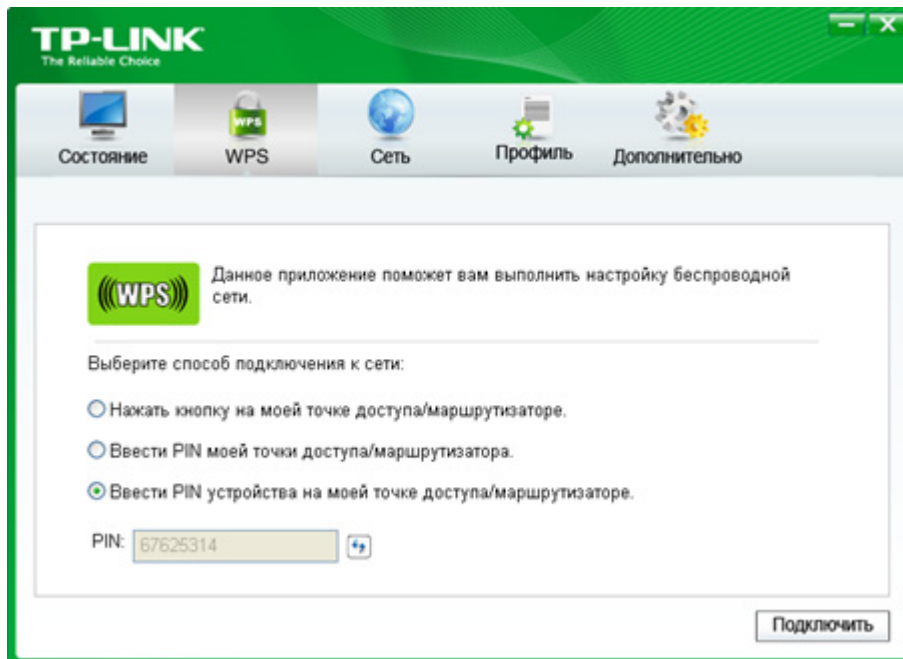 TP-LINK
The Reliable Choice
Состояние
WPS
WPS
Сеть
Профиль
Дополнительно
WPS
Данное приложение поможет вам выполнить настройку беспроводной
сети.
Выберите способ подключения к сети:
Нажать кнопку на моей точке доступа/маршрутизаторе.
Ввести PIN моей точки доступа/маршрутизатора.
Ввести PIN устройства на моей точке доступа/маршрутизаторе.
PIN: 67625314
Подключить